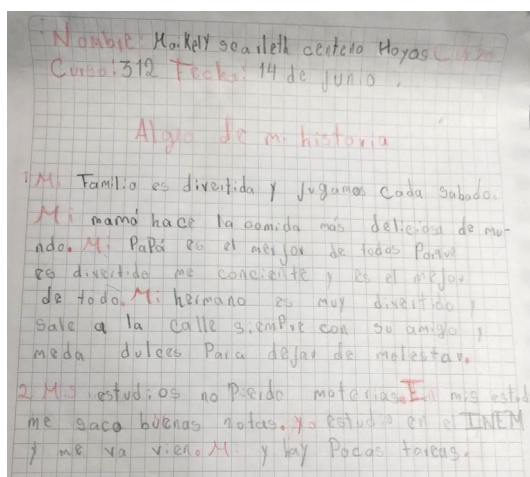 Nombre: Haikely scarleth centeno Hoyos Curso
Curso: 312 Fecha: 14 de Junio.
Algo de mi historia
1 Mi Familia es divertida y Jugamos Cada Sabado.
Mi mamá hace la comida más deliciosa de mu-
ndo. Mi Papá es el mejor de todos Porque
es divertido me conciente y es el mejor
de todo. Mi hermano es muy divertido y
sale a la calle siempre con su amigo y
meda dulces Para dejar de molestar.
2 Mis estudios no Pierdo materias. En mis estud
me saco buenas notas. yo estudio en el INEM
y me va vien. M y hay Pocas tareas.